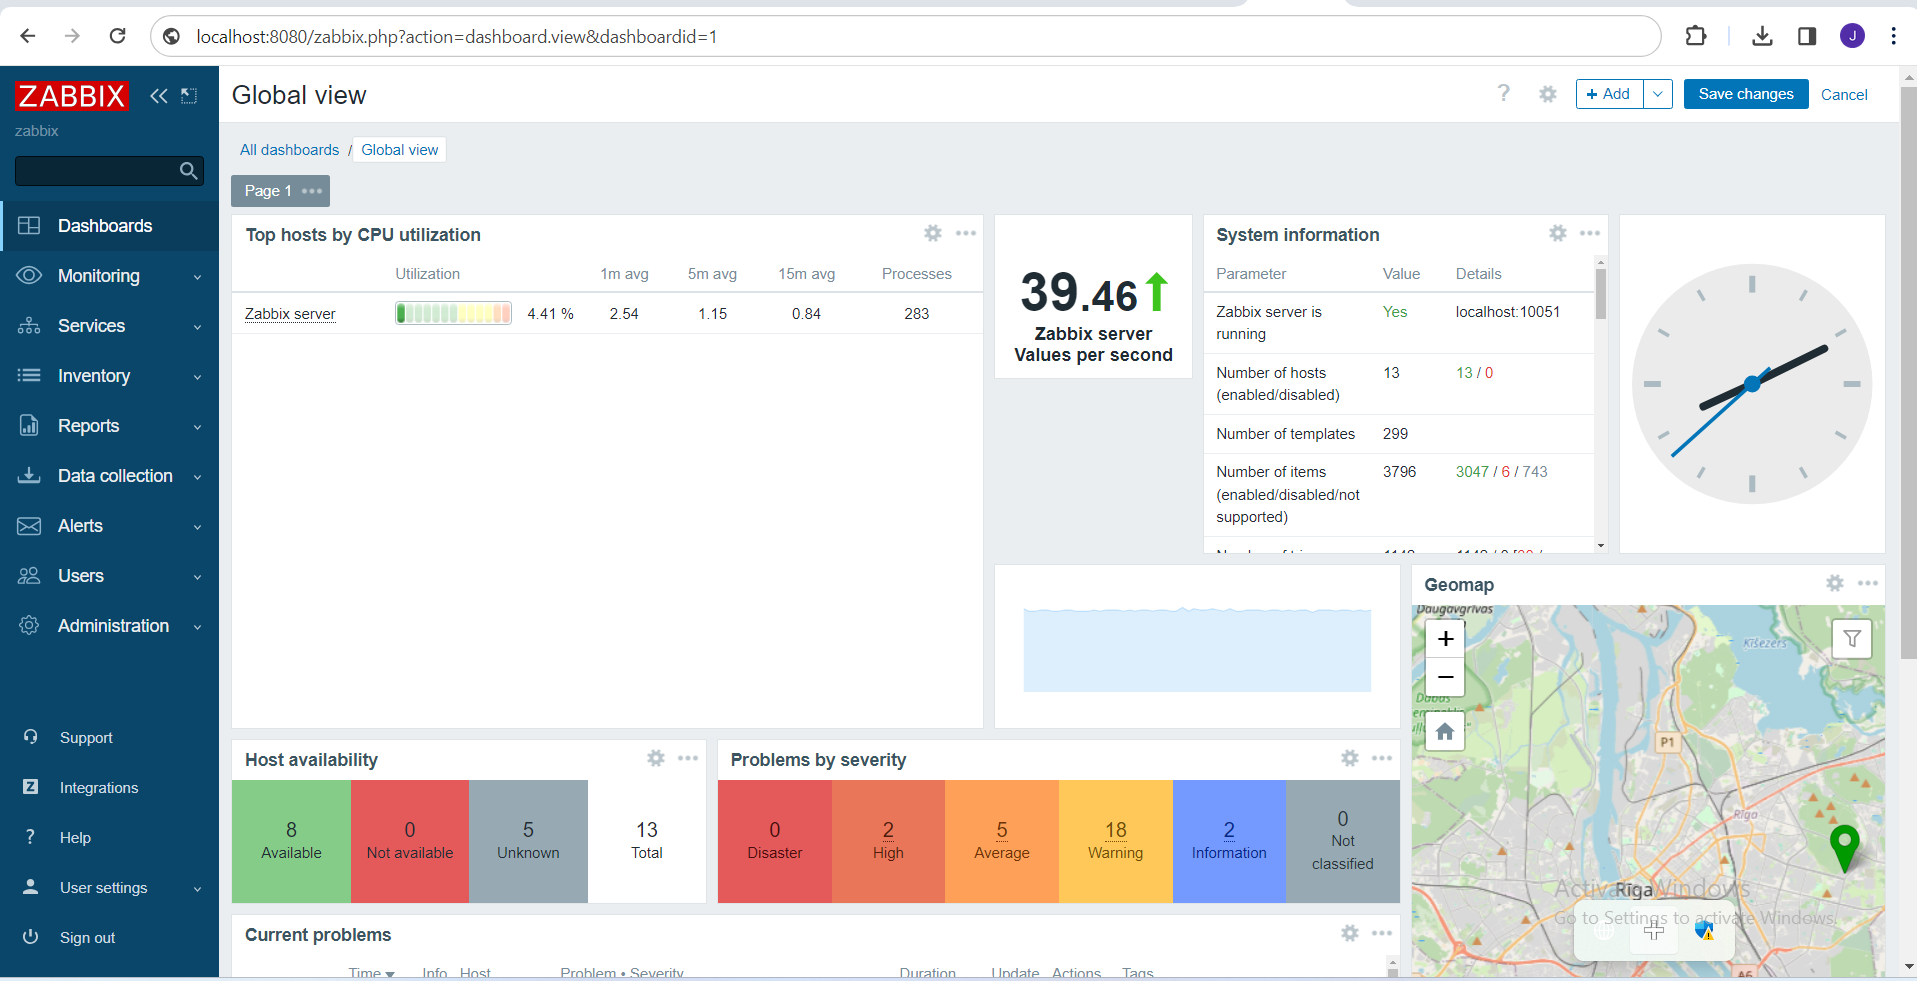 localhost:8080/zabbix.php?action=dashboard.view&dashboardid=1
J
ZABBIX
zabbix
Dashboards
Monitoring
Services
Inventory
Reports
Data collection
Alerts
Users
Administration
Support
Z Integrations
? Help
User settings
Sign out
Global view
?
+ Add
Save changes
Cancel
All dashboards / Global view
Page 1
Top hosts by CPU utilization
Utilization 1m avg 5m avg 15m avg Processes
Zabbix server 4.41 % 2.54 1.15 0.84 283
39.46
Zabbix server
Values per second
System information
Parameter Value Details
Zabbix server is running Yes localhost:10051
Number of hosts (enabled/disabled) 13 13 / 0
Number of templates 299
Number of items (enabled/disabled/not supported) 3796 3047 / 6 / 743
Geomap
+
−
Daugavgrīvas
Ķīšezers
Dabas
P1
Rīga
Rīga
A6
Host availability
8 Available
0 Not available
5 Unknown
13 Total
Problems by severity
0 Disaster
2 High
5 Average
18 Warning
2 Information
0 Not classified
Current problems
Time Info Host Problem • Severity Duration Update Actions Tags
Activate Windows
Go to Settings to activate Windows.